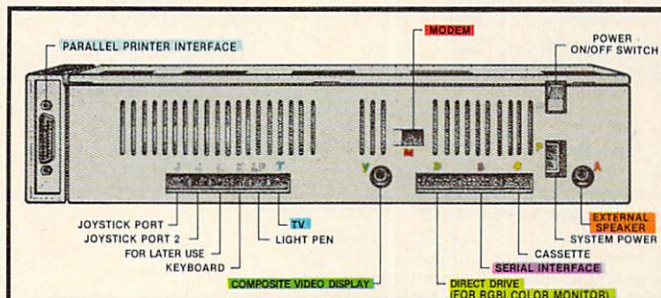 MODEM
POWER
ON/OFF SWITCH
PARALLEL PRINTER INTERFACE
M
P
J
J
L
K
LP
T
V
D
S
C
A
JOYSTICK PORT
JOYSTICK PORT 2
FOR LATER USE
KEYBOARD
TV
LIGHT PEN
COMPOSITE VIDEO DISPLAY
EXTERNAL
SPEAKER
SYSTEM POWER
CASSETTE
SERIAL INTERFACE
DIRECT DRIVE
(FOR RGBI COLOR MONITOR)